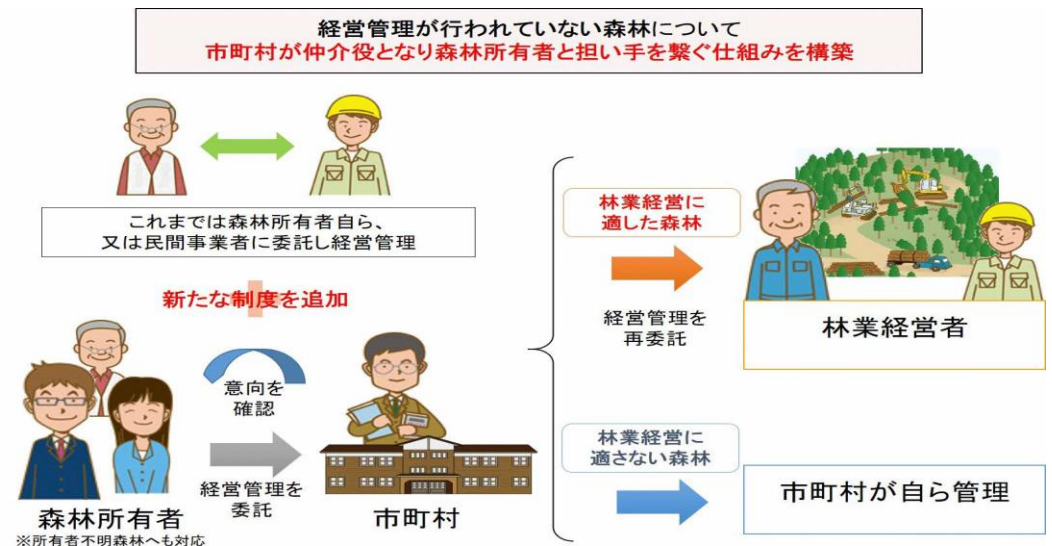 経営管理が行われていない森林について
市町村が仲介役となり森林所有者と担い手を繋ぐ仕組みを構築
これまでは森林所有者自ら、
又は民間事業者に委託し経営管理
新たな制度を追加
意向を
確認
経営管理を
委託
森林所有者
※所有者不明森林へも対応
市町村
林業経営に
適した森林
経営管理を
再委託
林業経営者
林業経営に
適さない森林
市町村が自ら管理